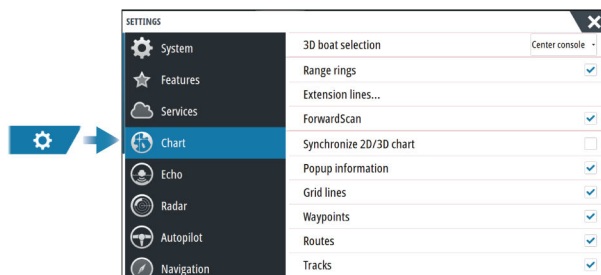 SETTINGS
System
Features
Services
Chart
Echo
Radar
Autopilot
Navigation
3D boat selection Center console
Range rings
Extension lines...
ForwardScan
Synchronize 2D/3D chart
Popup information
Grid lines
Waypoints
Routes
Tracks